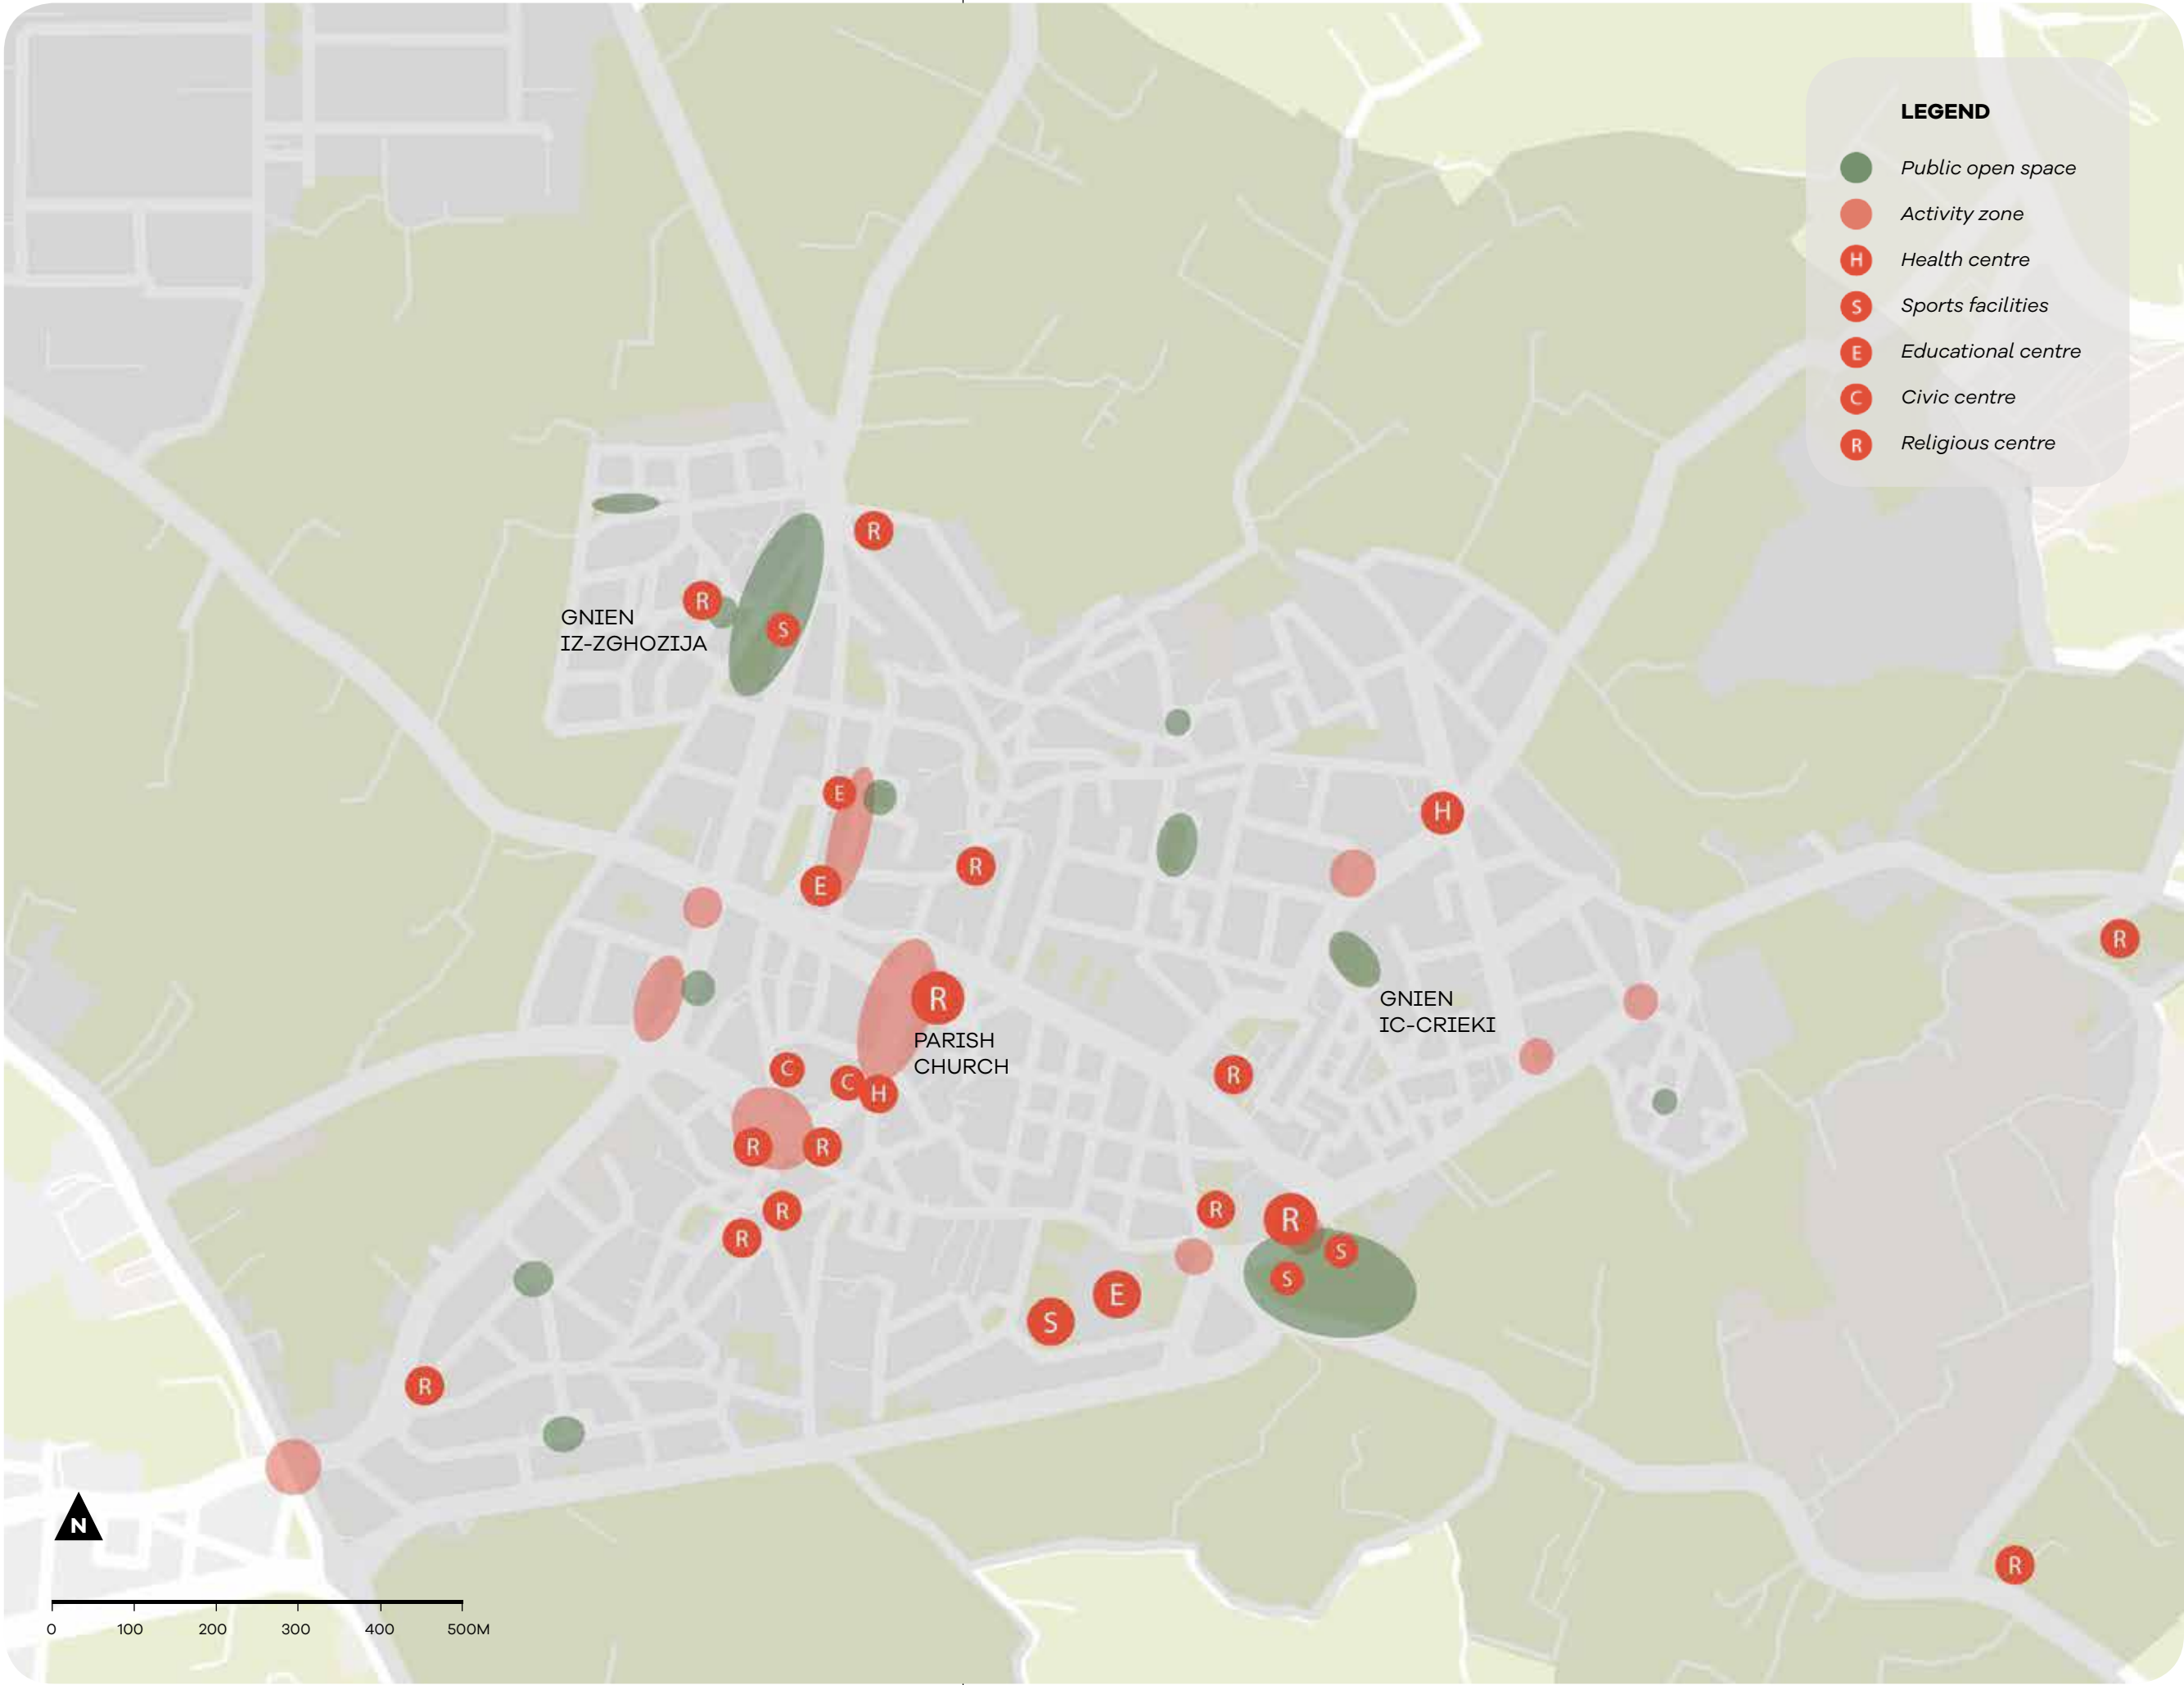 LEGEND
Public open space
Activity zone
H Health centre
S Sports facilities
E Educational centre
C Civic centre
R Religious centre
R
R
S
GNIEN
IZ-ZGHOZIJA
E
H
R
E
R
R
GNIEN
IC-CRIEKI
PARISH
CHURCH
C
C
H
R
R
R
R
R
R
R
S
S
E
S
R
N
R
0 100 200 300 400 500M